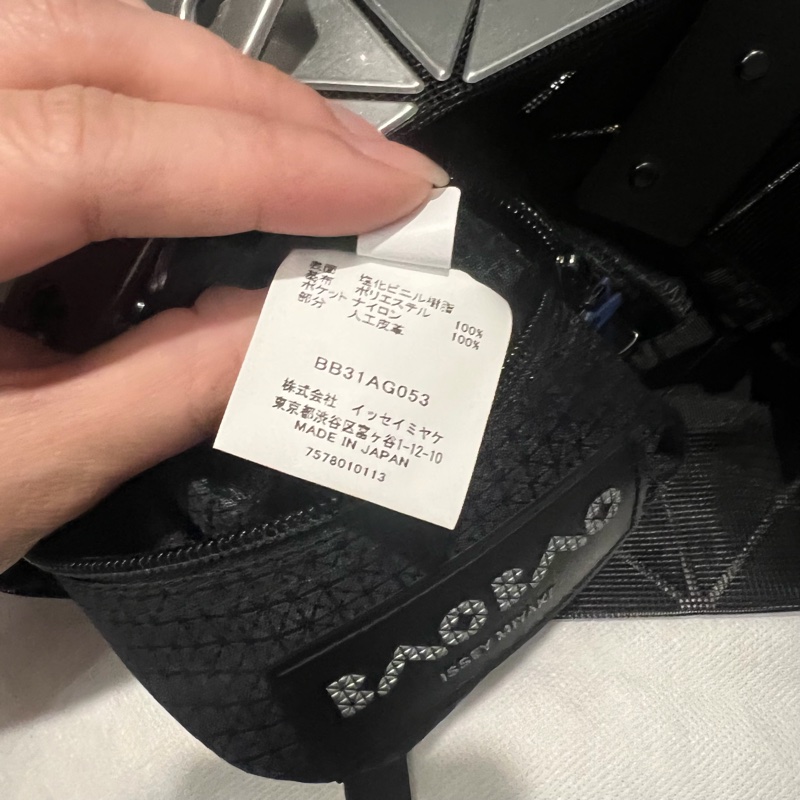 表面 塩化ビニル樹脂
基布 ポリエステル 100%
ポケット ナイロン 100%
部分 人工皮革
BB31AG053
株式会社 イッセイミヤケ
東京都渋谷区富ヶ谷1-12-10
MADE IN JAPAN
7578010113
BAO BAO
ISSEY MIYAKE